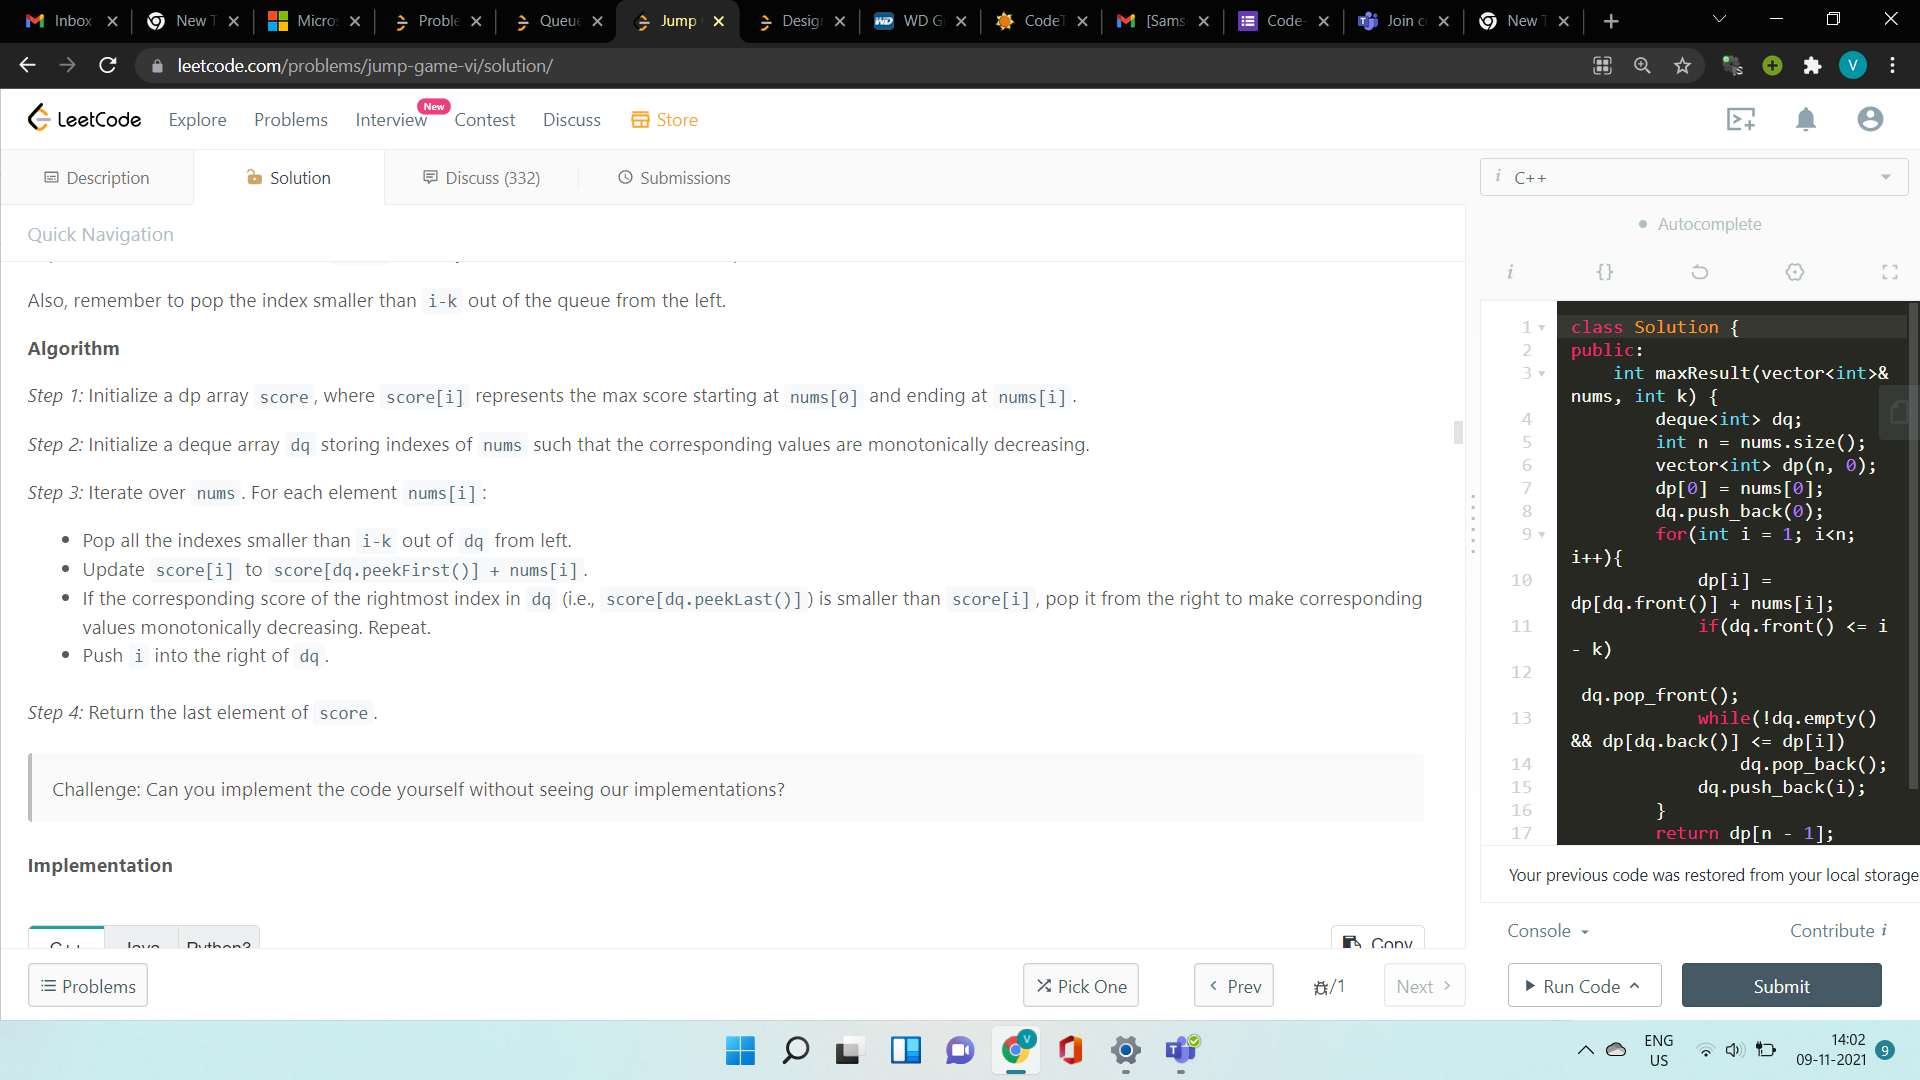 Inbox
New T
Micros
Proble
Queue
Jump
Design
WD G
CodeT
[Sams
Code-
Join c
New T
leetcode.com/problems/jump-game-vi/solution/
V
LeetCode
Explore
Problems
Interview
New
Contest
Discuss
Store
Description
Solution
Discuss (332)
Submissions
i C++
Quick Navigation
Autocomplete
Also, remember to pop the index smaller than i-k out of the queue from the left.
Algorithm
Step 1: Initialize a dp array score, where score[i] represents the max score starting at nums[0] and ending at nums[i].
Step 2: Initialize a deque array dq storing indexes of nums such that the corresponding values are monotonically decreasing.
Step 3: Iterate over nums. For each element nums[i]:
Pop all the indexes smaller than i-k out of dq from left.
Update score[i] to score[dq.peekFirst()] + nums[i].
If the corresponding score of the rightmost index in dq (i.e., score[dq.peekLast()]) is smaller than score[i], pop it from the right to make corresponding
values monotonically decreasing. Repeat.
Push i into the right of dq.
Step 4: Return the last element of score.
Challenge: Can you implement the code yourself without seeing our implementations?
Implementation
C++
Java
Python3
Copy
i {}
1 class Solution {
2 public:
3 int maxResult(vector<int>&
nums, int k) {
4 deque<int> dq;
5 int n = nums.size();
6 vector<int> dp(n, 0);
7 dp[0] = nums[0];
8 dq.push_back(0);
9 for(int i = 1; i<n;
i++){
10 dp[i] =
dp[dq.front()] + nums[i];
11 if(dq.front() <= i
- k)
12
dq.pop_front();
13 while(!dq.empty()
&& dp[dq.back()] <= dp[i])
14 dq.pop_back();
15 dq.push_back(i);
16 }
17 return dp[n - 1];
Your previous code was restored from your local storage
Console
Contribute i
Problems
Pick One
Prev
/1
Next
Run Code
Submit
V
T
ENG
US
14:02
09-11-2021
9